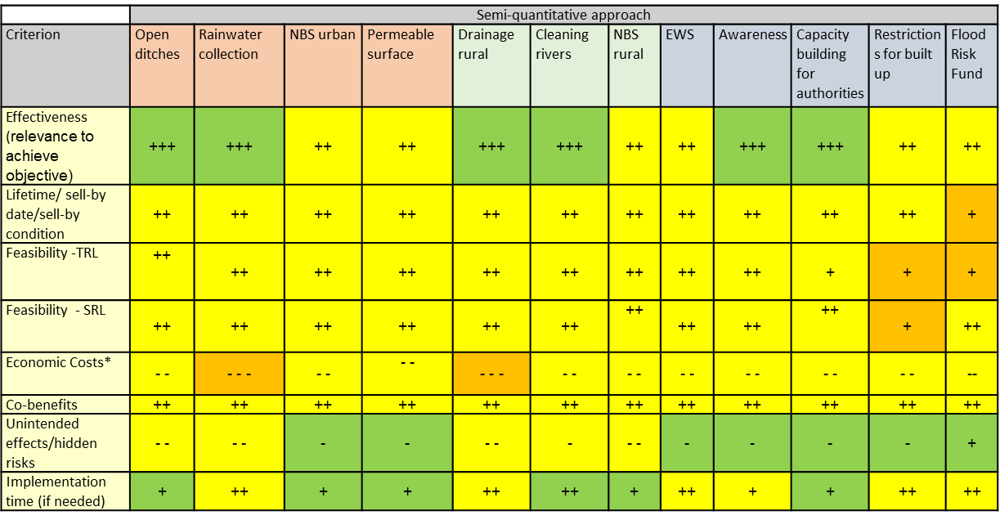 Semi-quantitative approach
Criterion Open ditches Rainwater collection NBS urban Permeable surface Drainage rural Cleaning rivers NBS rural EWS Awareness Capacity building for authorities Restrictions for built up Flood Risk Fund
Effectiveness (relevance to achieve objective) +++ +++ ++ ++ +++ +++ ++ ++ +++ +++ ++ ++
Lifetime/ sell-by date/sell-by condition ++ ++ ++ ++ ++ ++ ++ ++ ++ ++ ++ +
Feasibility -TRL ++ ++ ++ ++ ++ ++ ++ ++ ++ + + +
Feasibility - SRL ++ ++ ++ ++ ++ ++ ++ ++ ++ ++ + ++
Economic Costs* - - - - - - - - - - - - - - - - - - - - - - - - --
Co-benefits ++ ++ ++ ++ ++ ++ ++ ++ ++ ++ ++ ++
Unintended effects/hidden risks - - - - - - - - - - - - - - - +
Implementation time (if needed) + ++ + + ++ ++ + ++ + + ++ ++